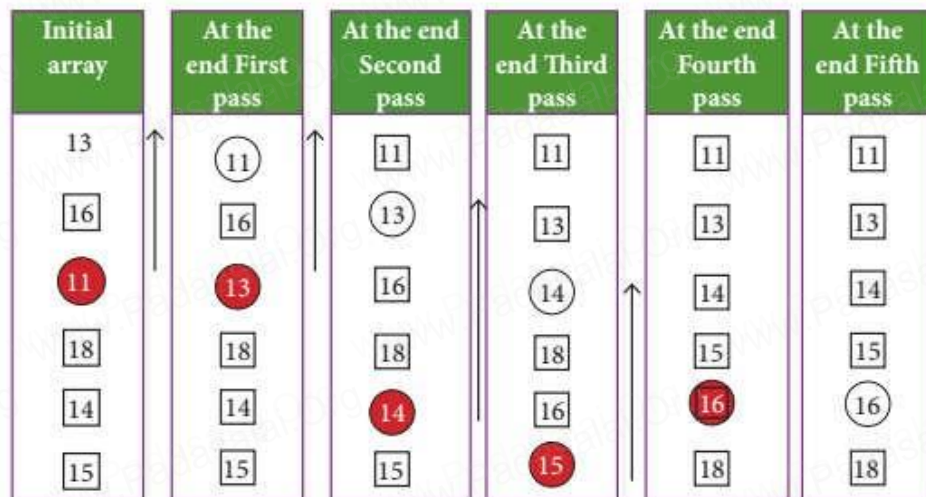 Initial
array
At the
end First
pass
At the end
Second
pass
At the
end Third
pass
At the end
Fourth
pass
At the
end Fifth
pass
13 11 11 11 11 11
16 16 13 13 13 13
11 13 16 14 14 14
18 18 18 18 15 15
14 14 14 16 16 16
15 15 15 15 18 18